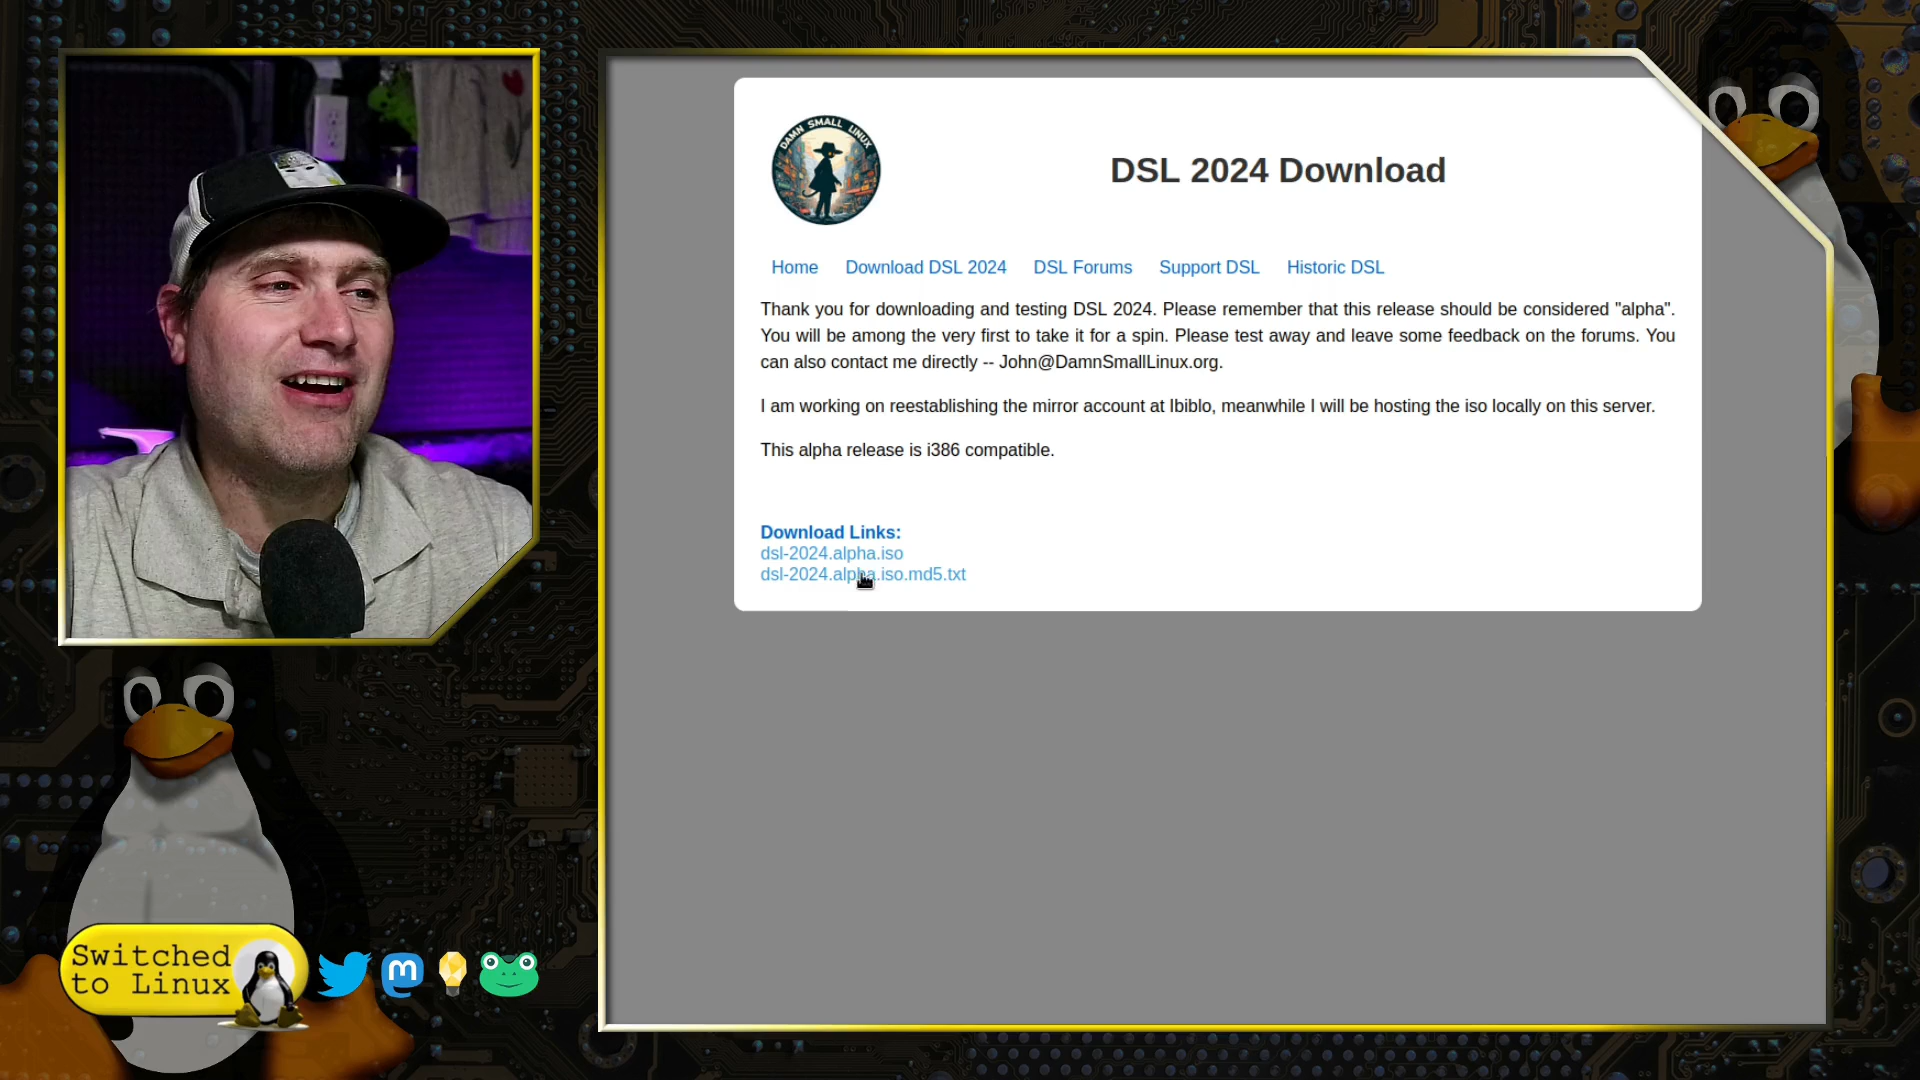 DAMN SMALL LINUX
DSL 2024 Download
Home Download DSL 2024 DSL Forums Support DSL Historic DSL
Thank you for downloading and testing DSL 2024. Please remember that this release should be considered "alpha".
You will be among the very first to take it for a spin. Please test away and leave some feedback on the forums. You
can also contact me directly -- John@DamnSmallLinux.org.
I am working on reestablishing the mirror account at Ibiblo, meanwhile I will be hosting the iso locally on this server.
This alpha release is i386 compatible.
Download Links:
dsl-2024.alpha.iso
dsl-2024.alpha.iso.md5.txt
Switched
to Linux
m